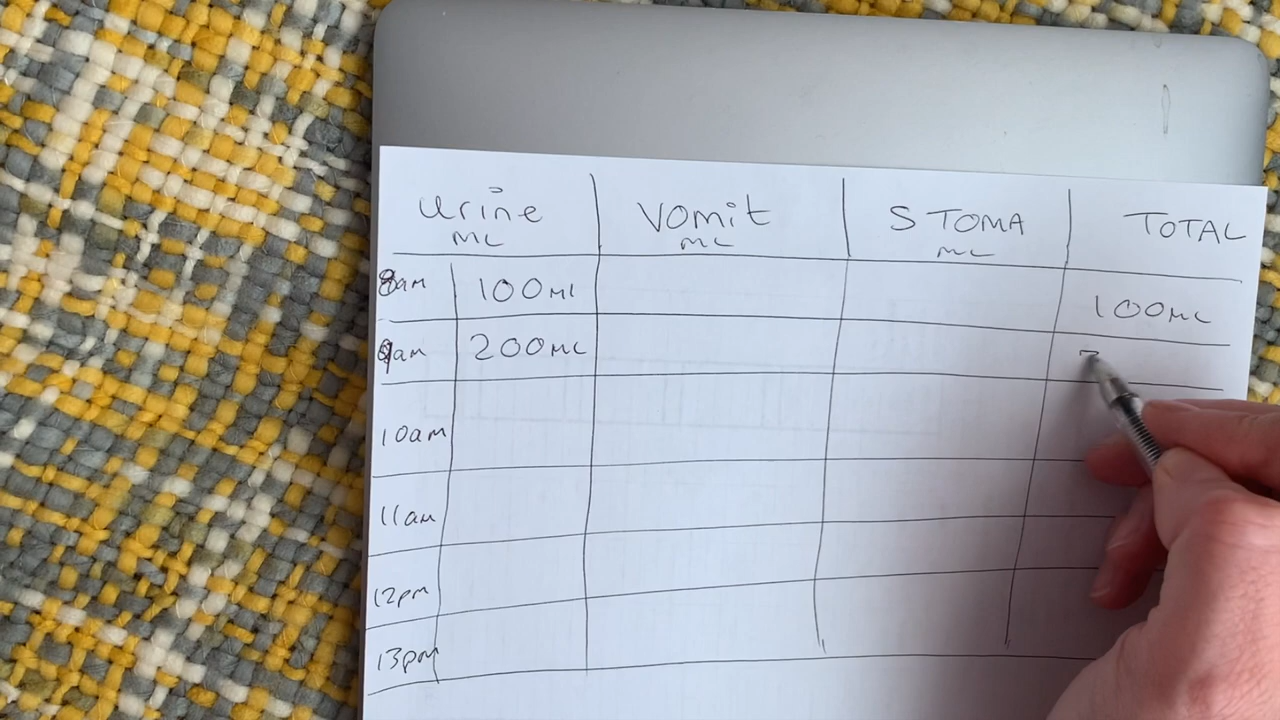 Urine VOMIT STOMA TOTAL
ML ML ML
8am 100ML 100ML
9am 200ML
10am
11am
12pm
13pm